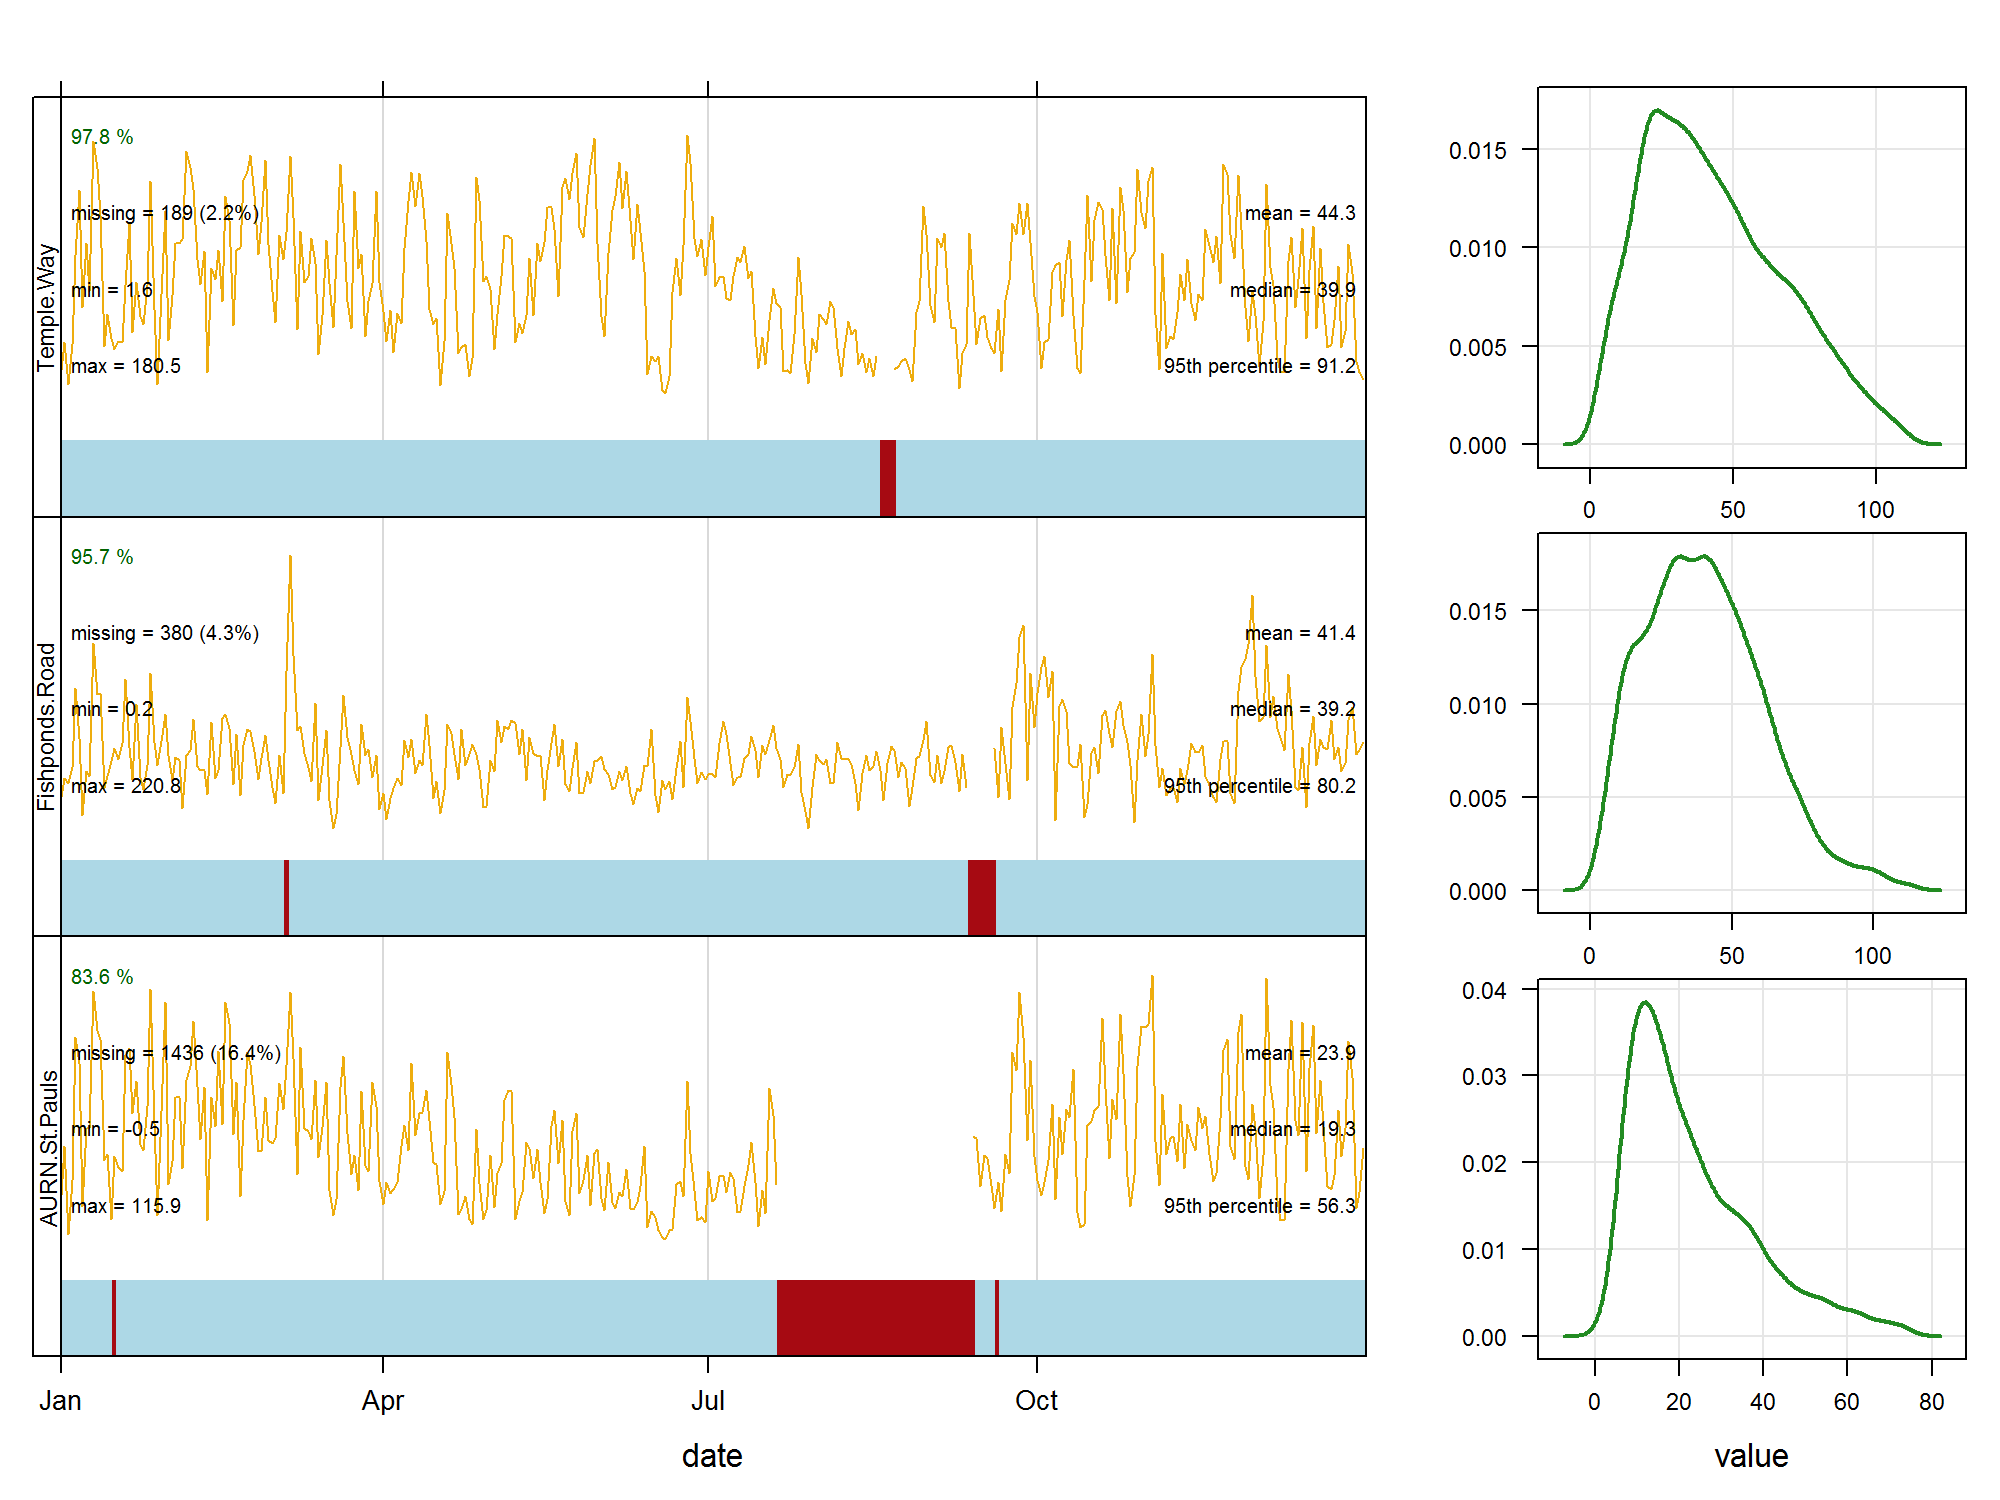 Temple.Way
97.8 %
missing = 189 (2.2%)
min = 1.6
max = 180.5
mean = 44.3
median = 39.9
95th percentile = 91.2
Fishponds.Road
95.7 %
missing = 380 (4.3%)
min = 0.2
max = 220.8
mean = 41.4
median = 39.2
95th percentile = 80.2
AURN.St.Pauls
83.6 %
missing = 1436 (16.4%)
min = -0.5
max = 115.9
mean = 23.9
median = 19.3
95th percentile = 56.3
Jan Apr Jul Oct
date
0.015
0.010
0.005
0.000
0 50 100
0.015
0.010
0.005
0.000
0 50 100
0.04
0.03
0.02
0.01
0.00
0 20 40 60 80
value